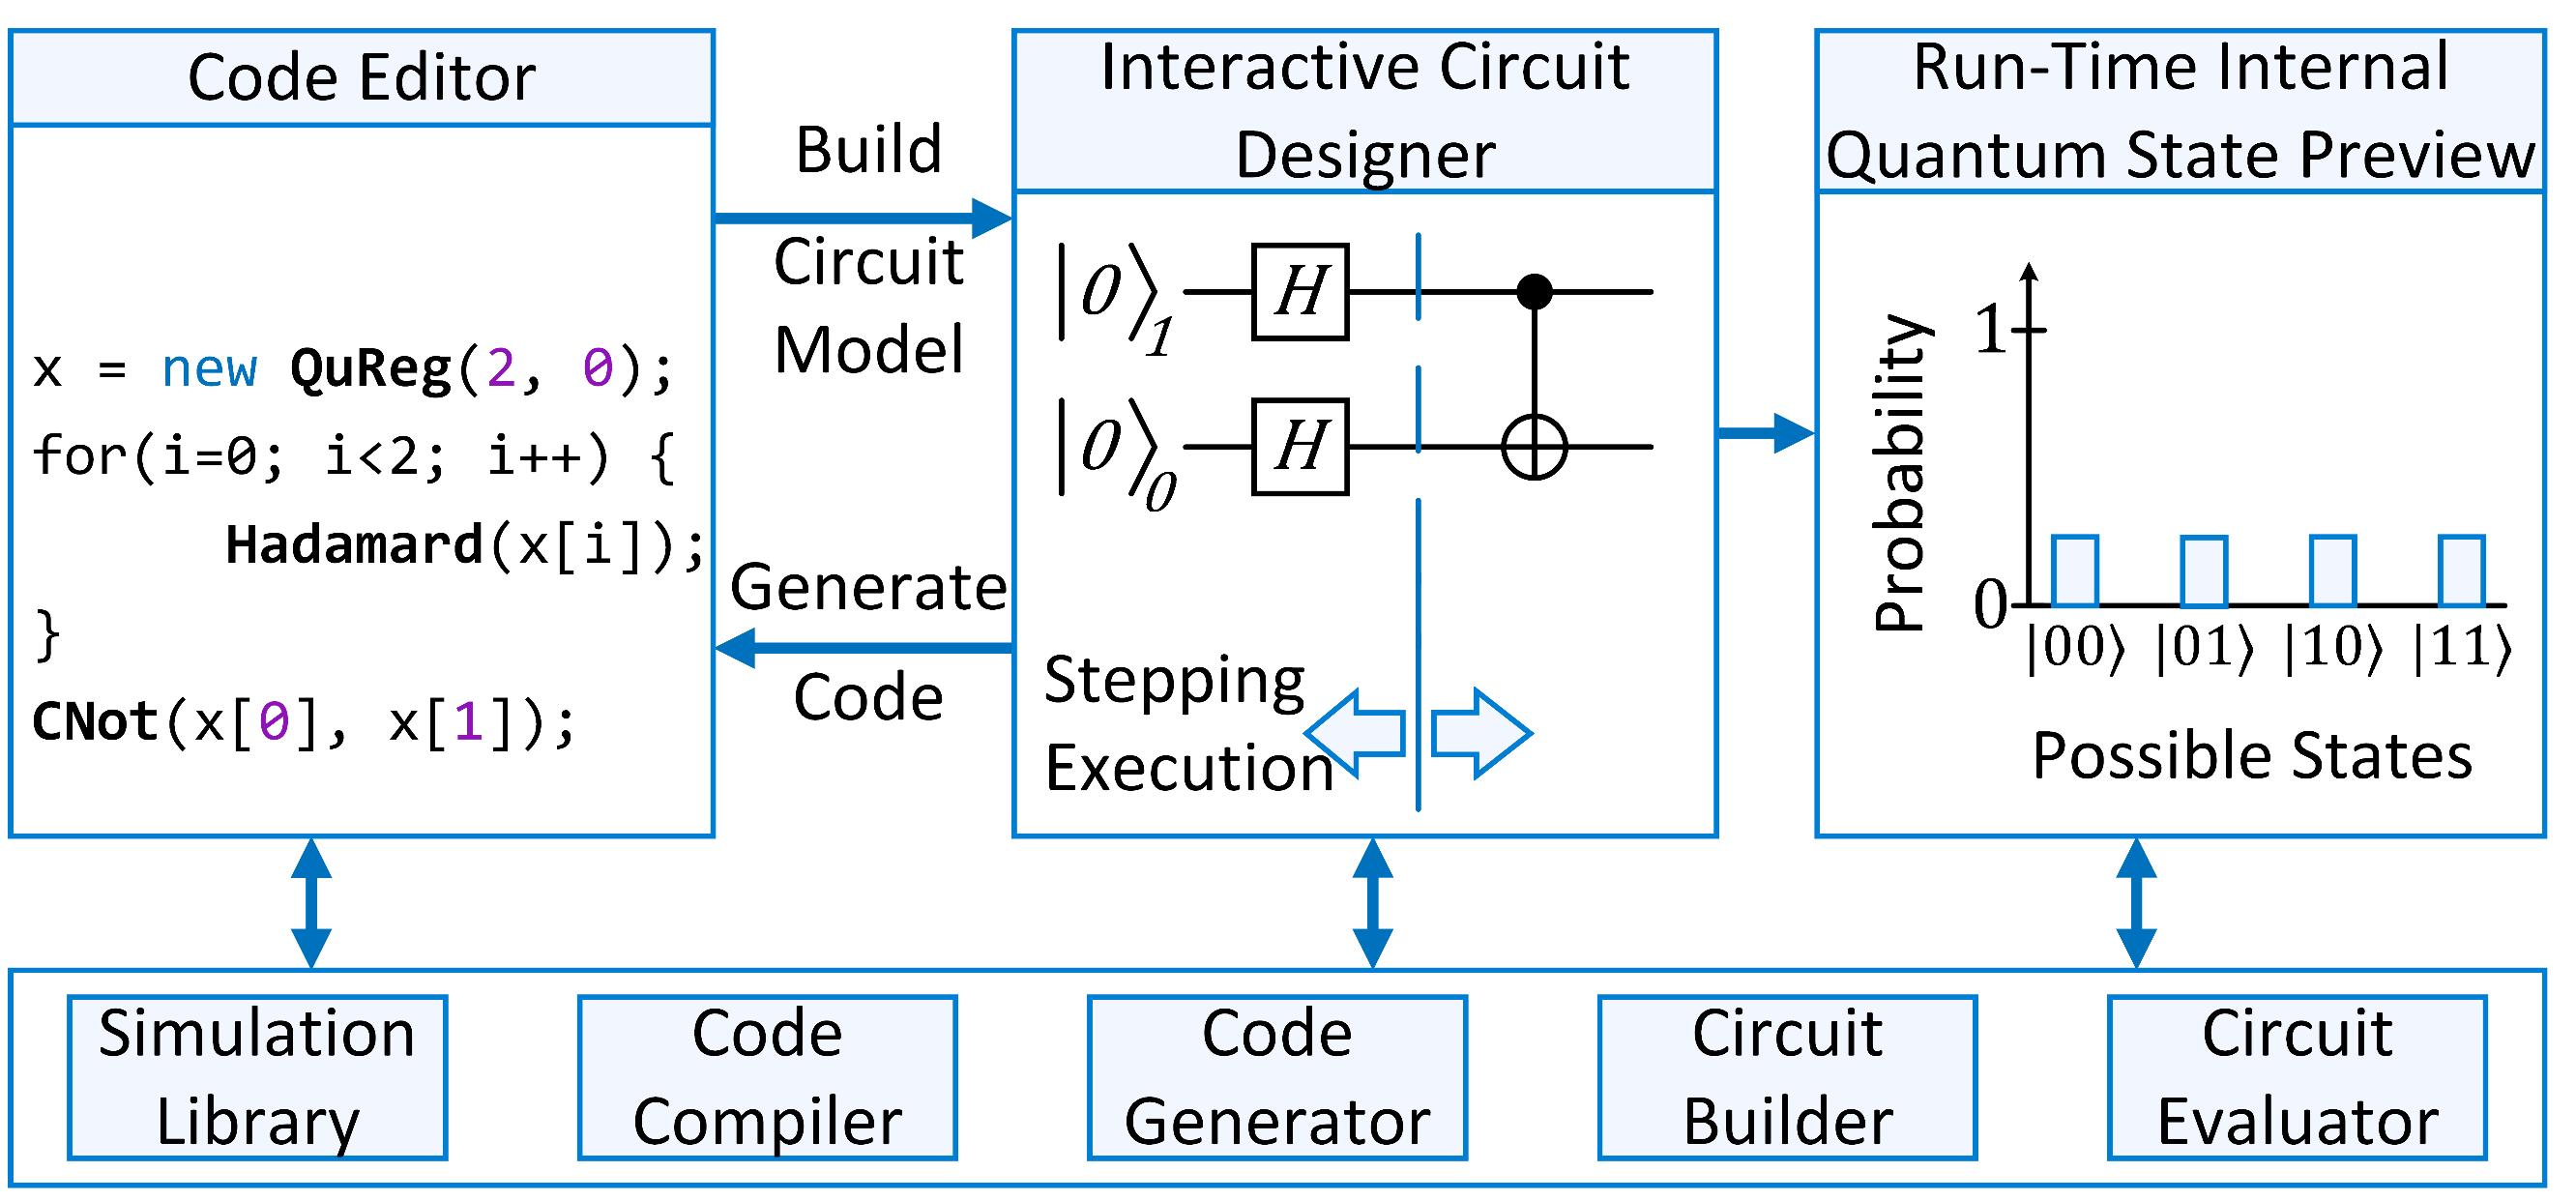 Code Editor
x = new QuReg(2, 0);
for(i=0; i<2; i++) {
Hadamard(x[i]);
}
CNot(x[0], x[1]);
Build
Circuit
Model
Generate
Code
Interactive Circuit
Designer
|0⟩1
H
|0⟩0
H
Stepping
Execution
Run-Time Internal
Quantum State Preview
Probability
1
0
|00⟩ |01⟩ |10⟩ |11⟩
Possible States
Simulation
Library
Code
Compiler
Code
Generator
Circuit
Builder
Circuit
Evaluator